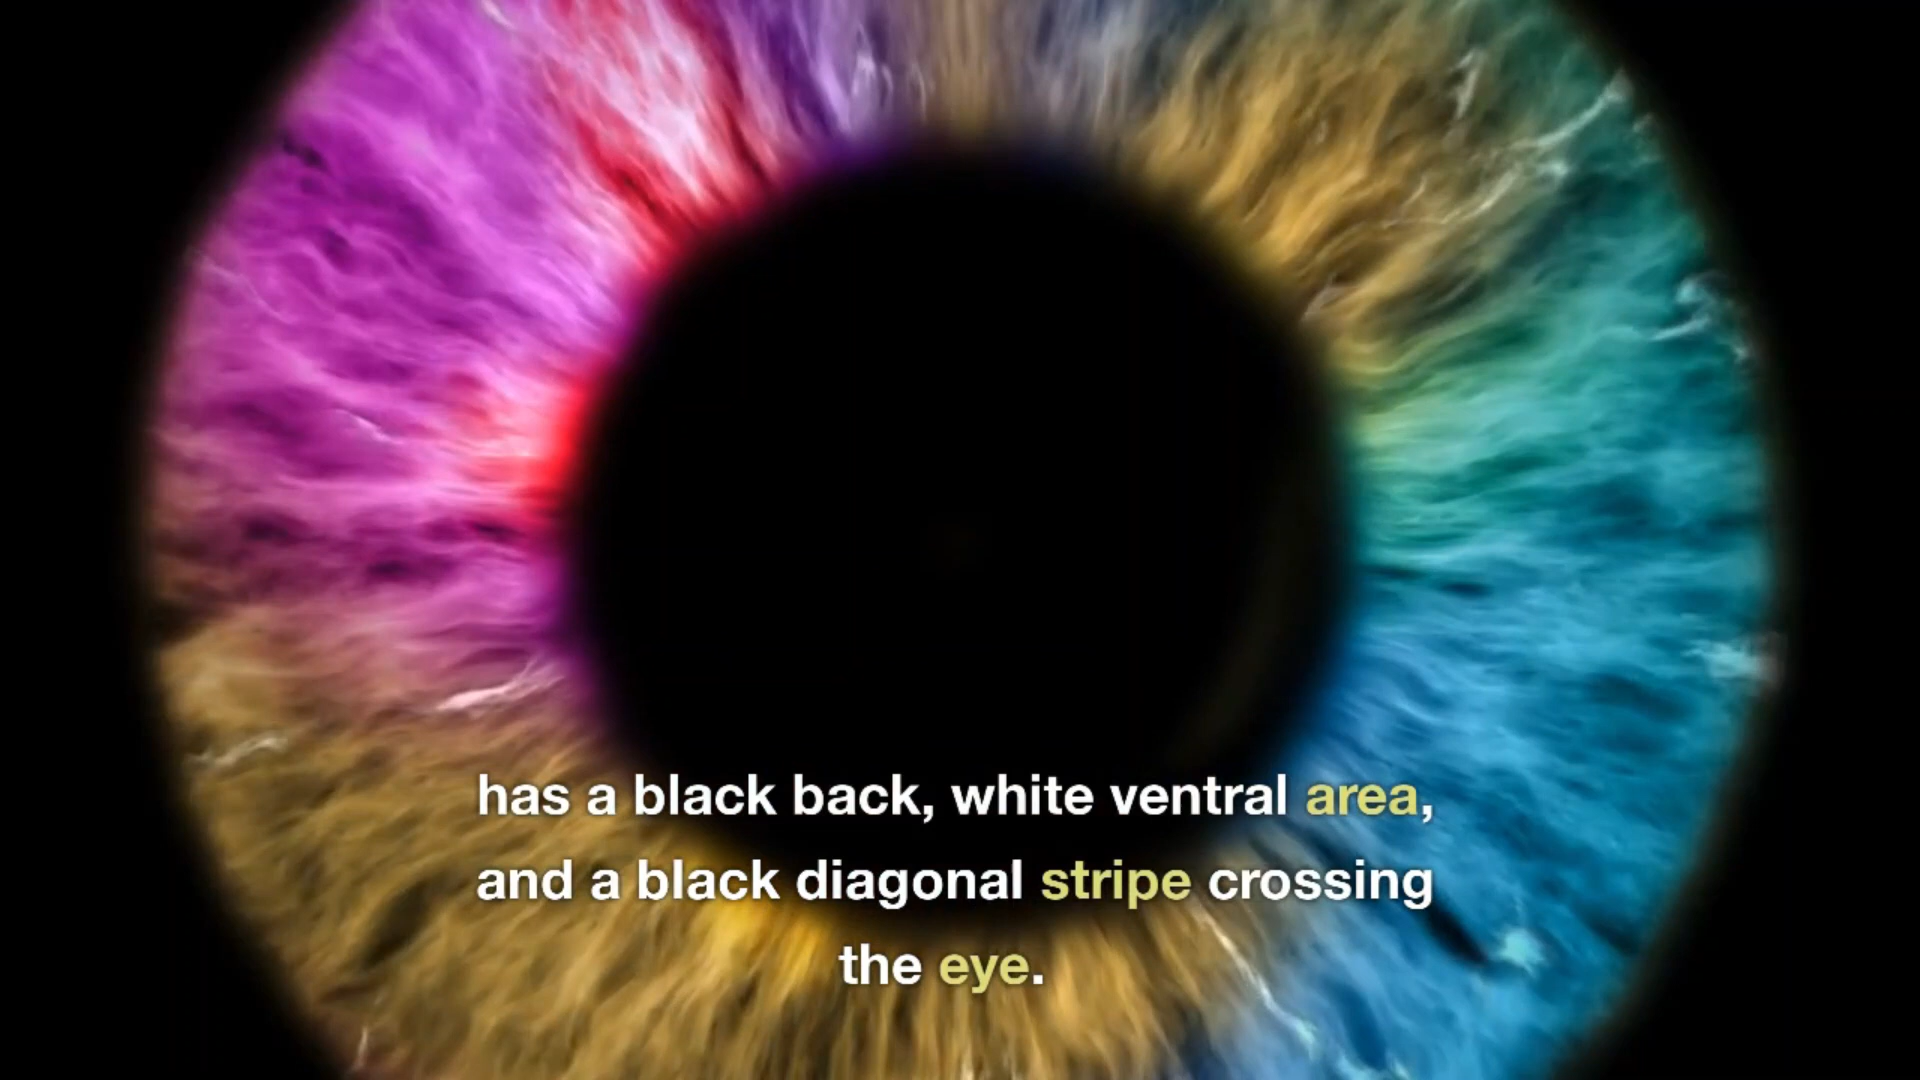 has a black back, white ventral area,
and a black diagonal stripe crossing
the eye.